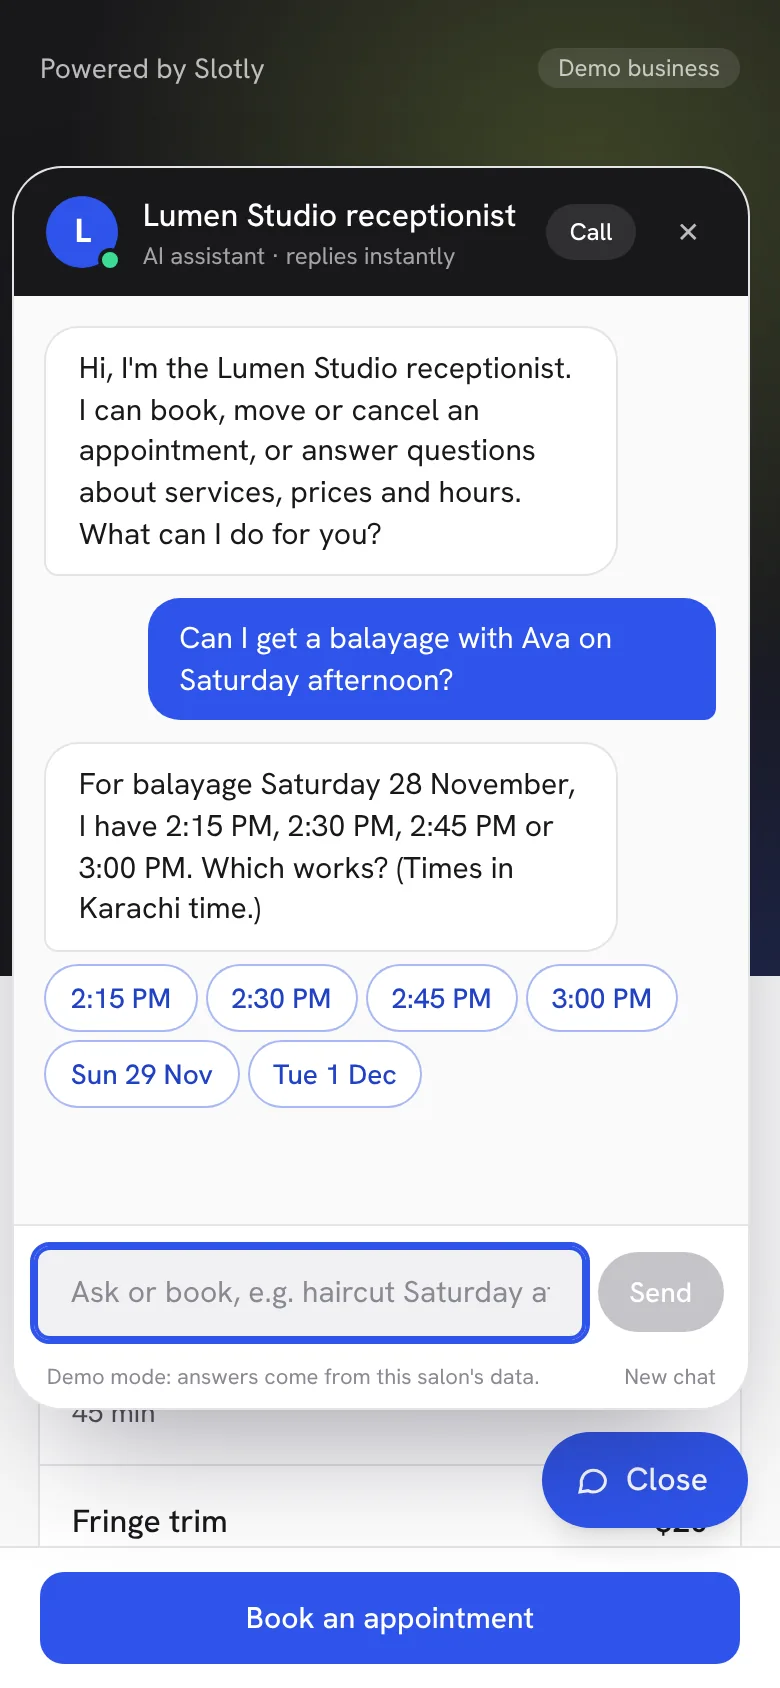 Powered by Slotly
Demo business
L
Lumen Studio receptionist
AI assistant · replies instantly
Call
×
Hi, I'm the Lumen Studio receptionist.
I can book, move or cancel an
appointment, or answer questions
about services, prices and hours.
What can I do for you?
Can I get a balayage with Ava on
Saturday afternoon?
For balayage Saturday 28 November,
I have 2:15 PM, 2:30 PM, 2:45 PM or
3:00 PM. Which works? (Times in
Karachi time.)
2:15 PM
2:30 PM
2:45 PM
3:00 PM
Sun 29 Nov
Tue 1 Dec
Ask or book, e.g. haircut Saturday
Send
Demo mode: answers come from this salon's data.
New chat
45 min
Close
Fringe trim
Book an appointment